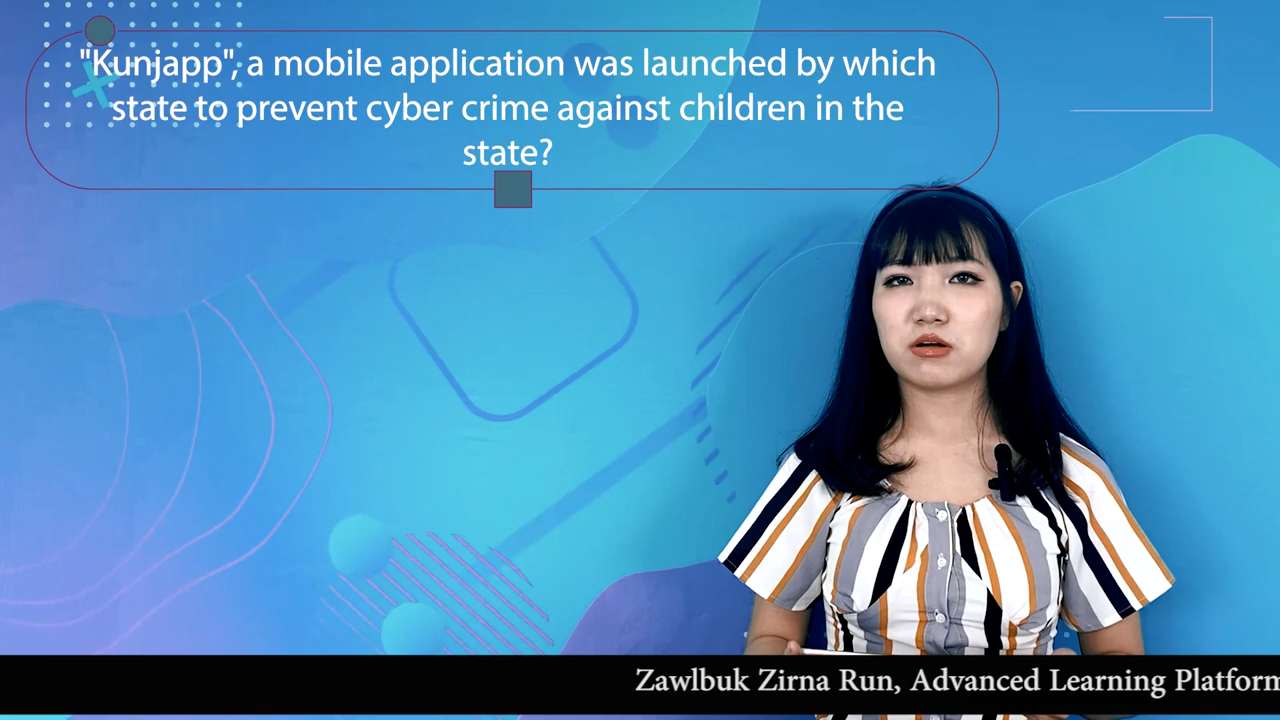 "Kunjapp", a mobile application was launched by which
state to prevent cyber crime against children in the
state?
Zawlbuk Zirna Run, Advanced Learning Platform